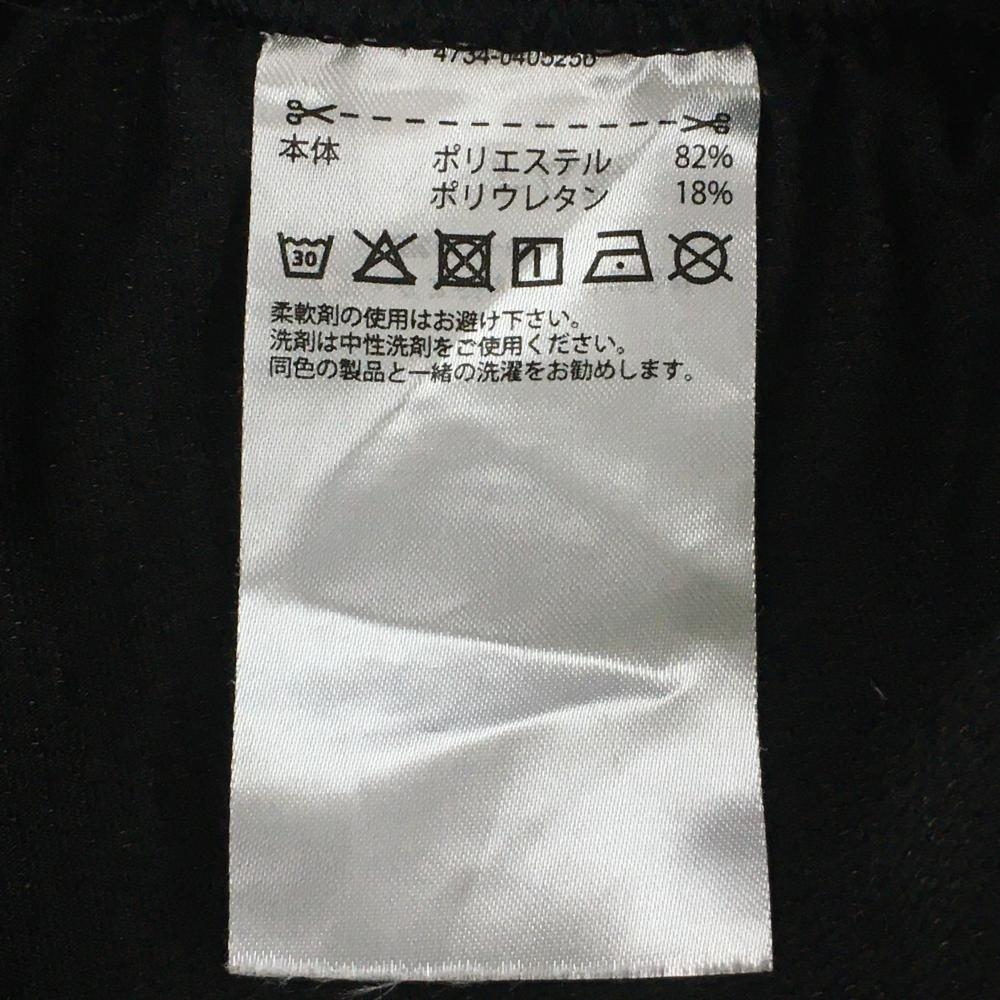 4734-0405256
本体 ポリエステル 82%
ポリウレタン 18%
30
柔軟剤の使用はお避け下さい。
洗剤は中性洗剤をご使用ください。
同色の製品と一緒の洗濯をお勧めします。